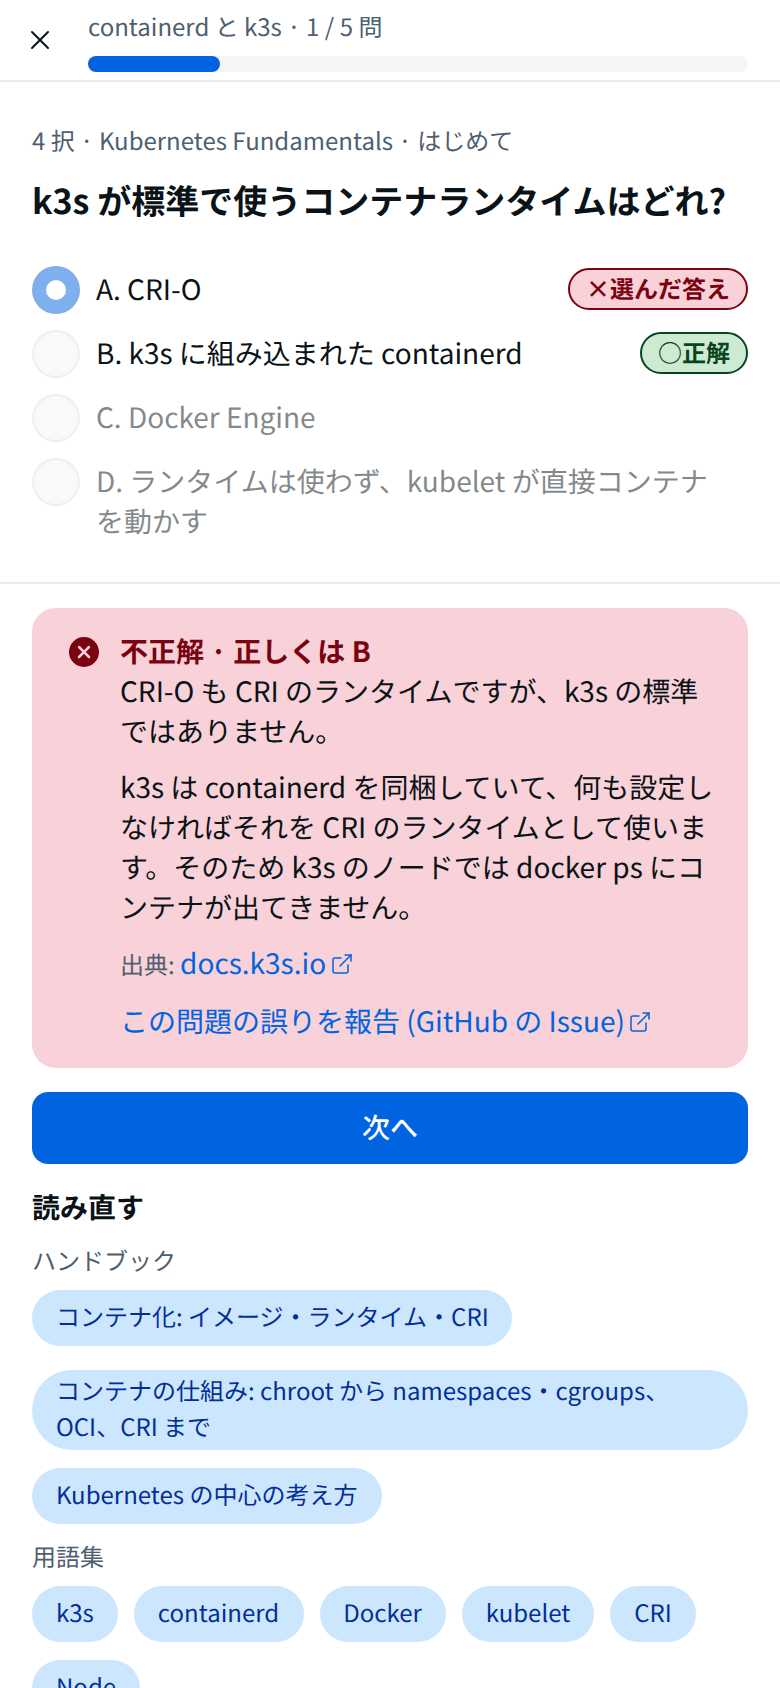 containerd と k3s · 1 / 5 問
4 択 · Kubernetes Fundamentals · はじめて
k3s が標準で使うコンテナランタイムはどれ?
A. CRI-O
×選んだ答え
B. k3s に組み込まれた containerd
○正解
C. Docker Engine
D. ランタイムは使わず、kubelet が直接コンテナ
を動かす
不正解 · 正しくは B
CRI-O も CRI のランタイムですが、k3s の標準
ではありません。
k3s は containerd を同梱していて、何も設定し
なければそれを CRI のランタイムとして使いま
す。そのため k3s のノードでは docker ps にコ
ンテナが出てきません。
出典: docs.k3s.io
この問題の誤りを報告 (GitHub の Issue)
次へ
読み直す
ハンドブック
コンテナ化: イメージ・ランタイム・CRI
コンテナの仕組み: chroot から namespaces・cgroups、
OCI、CRI まで
Kubernetes の中心の考え方
用語集
k3s
containerd
Docker
kubelet
CRI
Node